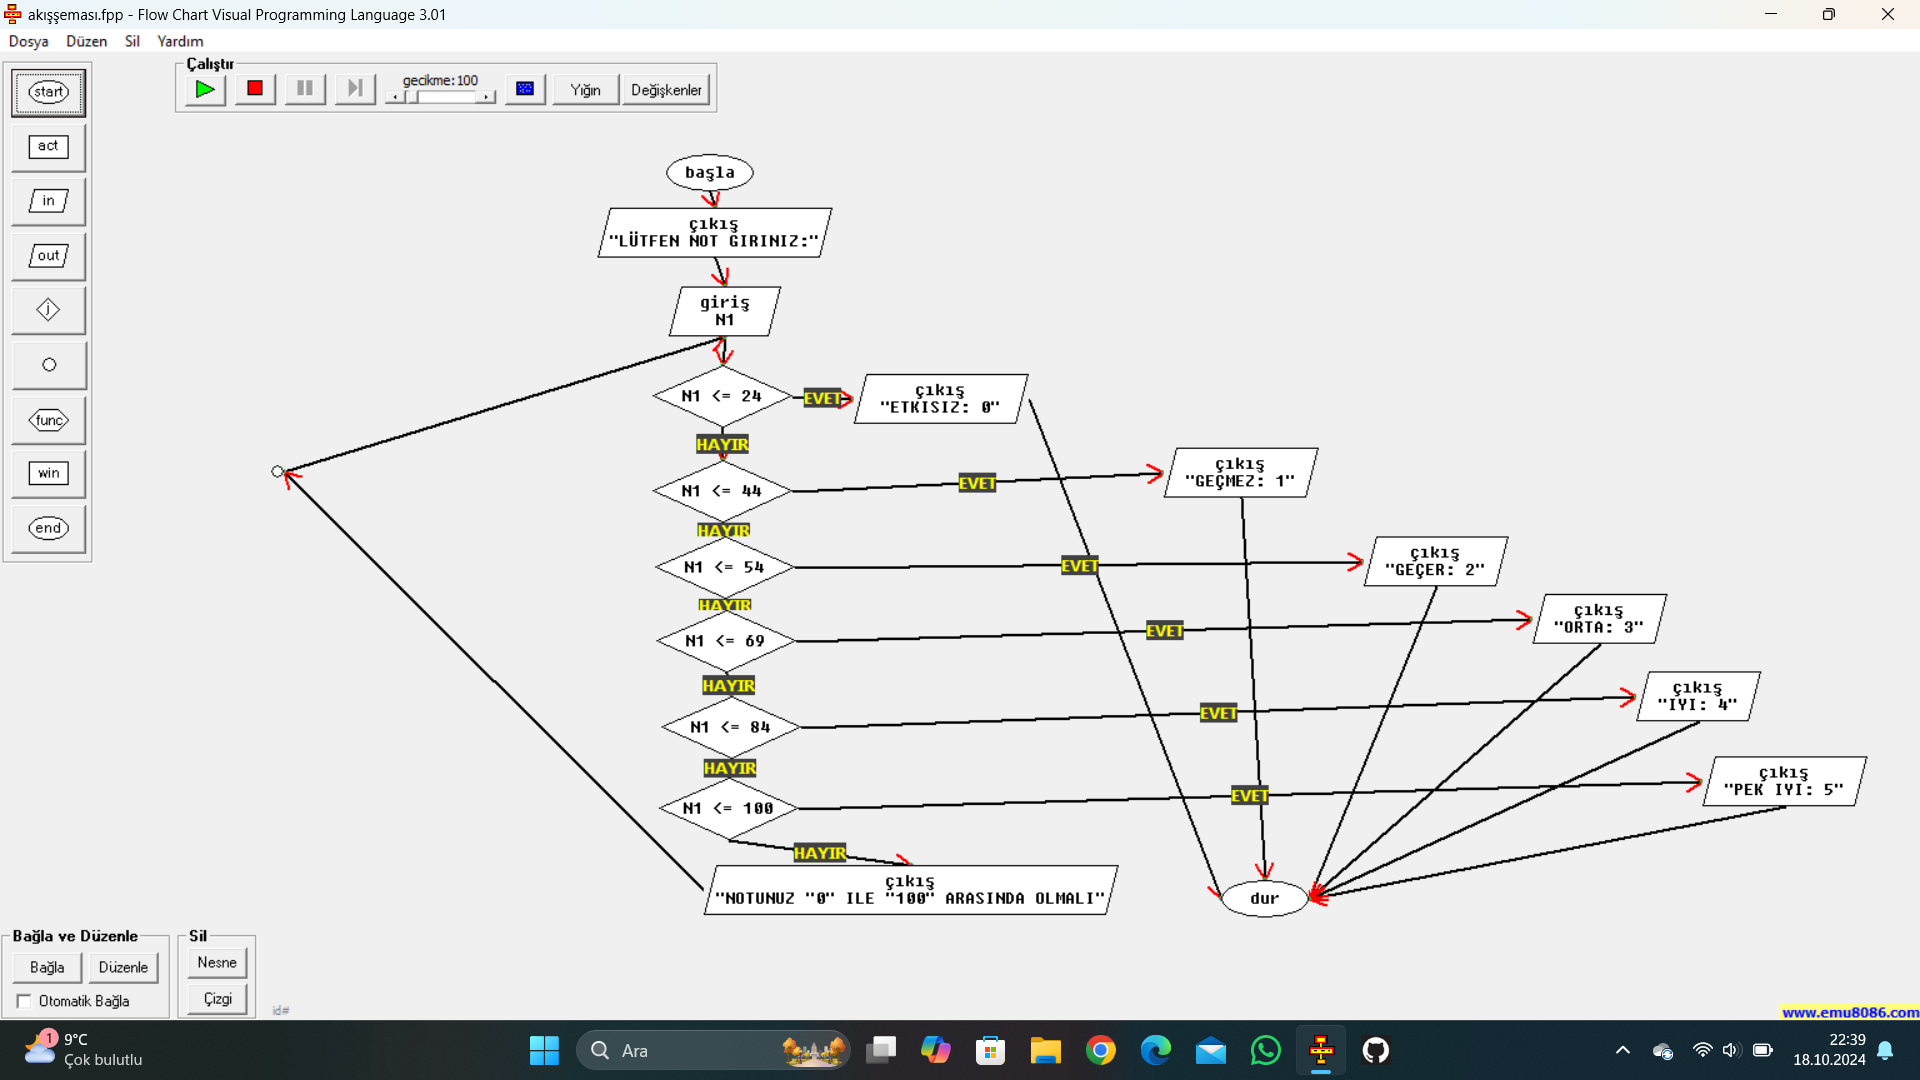 akışşeması.fpp - Flow Chart Visual Programming Language 3.01
Dosya Düzen Sil Yardım
Çalıştır
gecikme:100
Yığın
Değişkenler
start
act
in
out
j
func
win
end
başla
çıkış
"LÜTFEN NOT GIRINIZ:"
giriş
N1
N1 <= 24
EVET
çıkış
"ETKISIZ: 0"
HAYIR
N1 <= 44
EVET
çıkış
"GEÇMEZ: 1"
HAYIR
N1 <= 54
EVET
çıkış
"GEÇER: 2"
HAYIR
N1 <= 69
EVET
çıkış
"ORTA: 3"
HAYIR
N1 <= 84
EVET
çıkış
"IYI: 4"
HAYIR
N1 <= 100
EVET
çıkış
"PEK IYI: 5"
HAYIR
çıkış
"NOTUNUZ "0" ILE "100" ARASINDA OLMALI"
dur
Bağla ve Düzenle
Bağla
Düzenle
Otomatik Bağla
Sil
Nesne
Çizgi
id#
www.emu8086.com
1
9°C
Çok bulutlu
Ara
22:39
18.10.2024